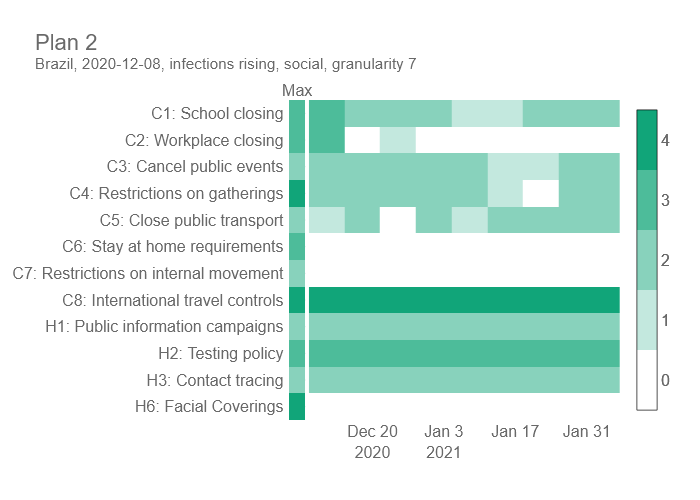 Plan 2
Brazil, 2020-12-08, infections rising, social, granularity 7
Max
C1: School closing
C2: Workplace closing
C3: Cancel public events
C4: Restrictions on gatherings
C5: Close public transport
C6: Stay at home requirements
C7: Restrictions on internal movement
C8: International travel controls
H1: Public information campaigns
H2: Testing policy
H3: Contact tracing
H6: Facial Coverings
4
3
2
1
0
Dec 20 Jan 3 Jan 17 Jan 31
2020 2021